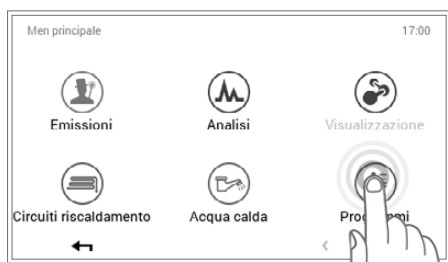 Men principale 17:00
Emissioni Analisi Visualizzazione
Circuiti riscaldamento Acqua calda